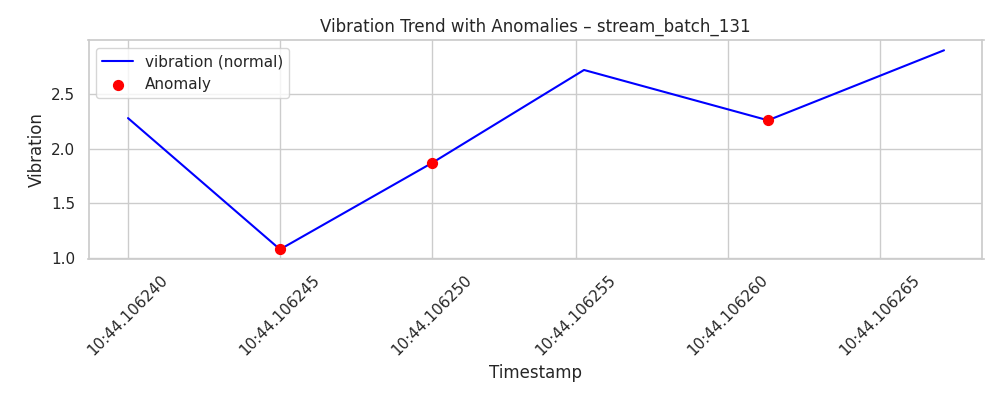 Vibration Trend with Anomalies – stream_batch_131
vibration (normal)
Anomaly
Vibration
2.5
2.0
1.5
1.0
10:44.106240
10:44.106245
10:44.106250
10:44.106255
10:44.106260
10:44.106265
Timestamp